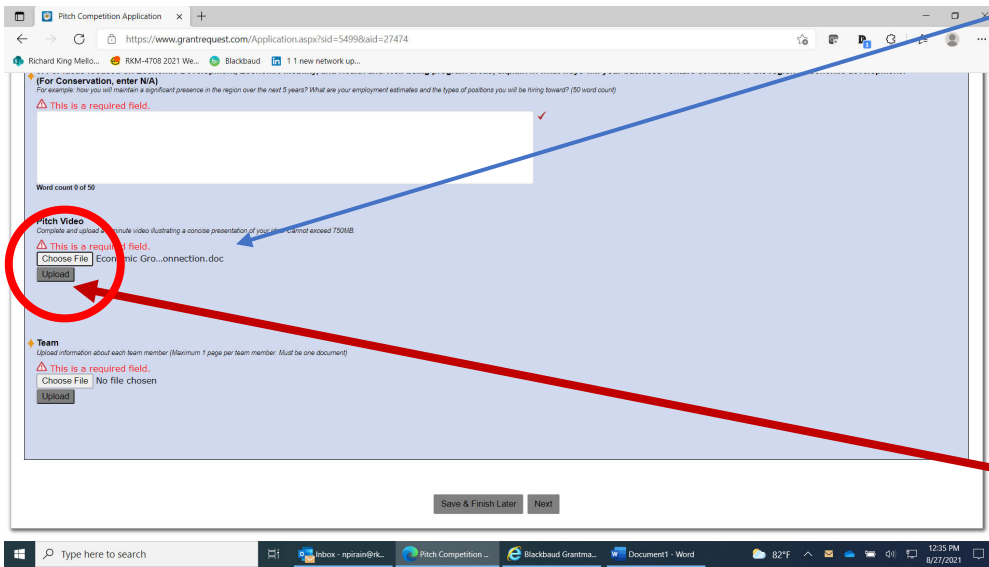 Pitch Competition Application
https://www.grantrequest.com/Application.aspx?sid=5499&aid=27474
Richard King Mello... RKM-4708 2021 We... Blackbaud 1 1 new network up...
(For Conservation, enter N/A)
For example: how you will maintain a significant presence in the region over the next 5 years? What are your employment estimates and the types of positions you will be hiring toward? (50 word count)
This is a required field.
Word count 0 of 50
Pitch Video
Complete and upload a minute video illustrating a concise presentation of your idea. Cannot exceed 750MB.
This is a required field.
Choose File Economic Gro...onnection.doc
Upload
Team
Upload information about each team member (Maximum 1 page per team member. Must be one document)
This is a required field.
Choose File No file chosen
Upload
Save & Finish Later Next
Type here to search Inbox - npirain@rk... Pitch Competition ... Blackbaud Grantma... Document1 - Word 82°F 12:35 PM
8/27/2021